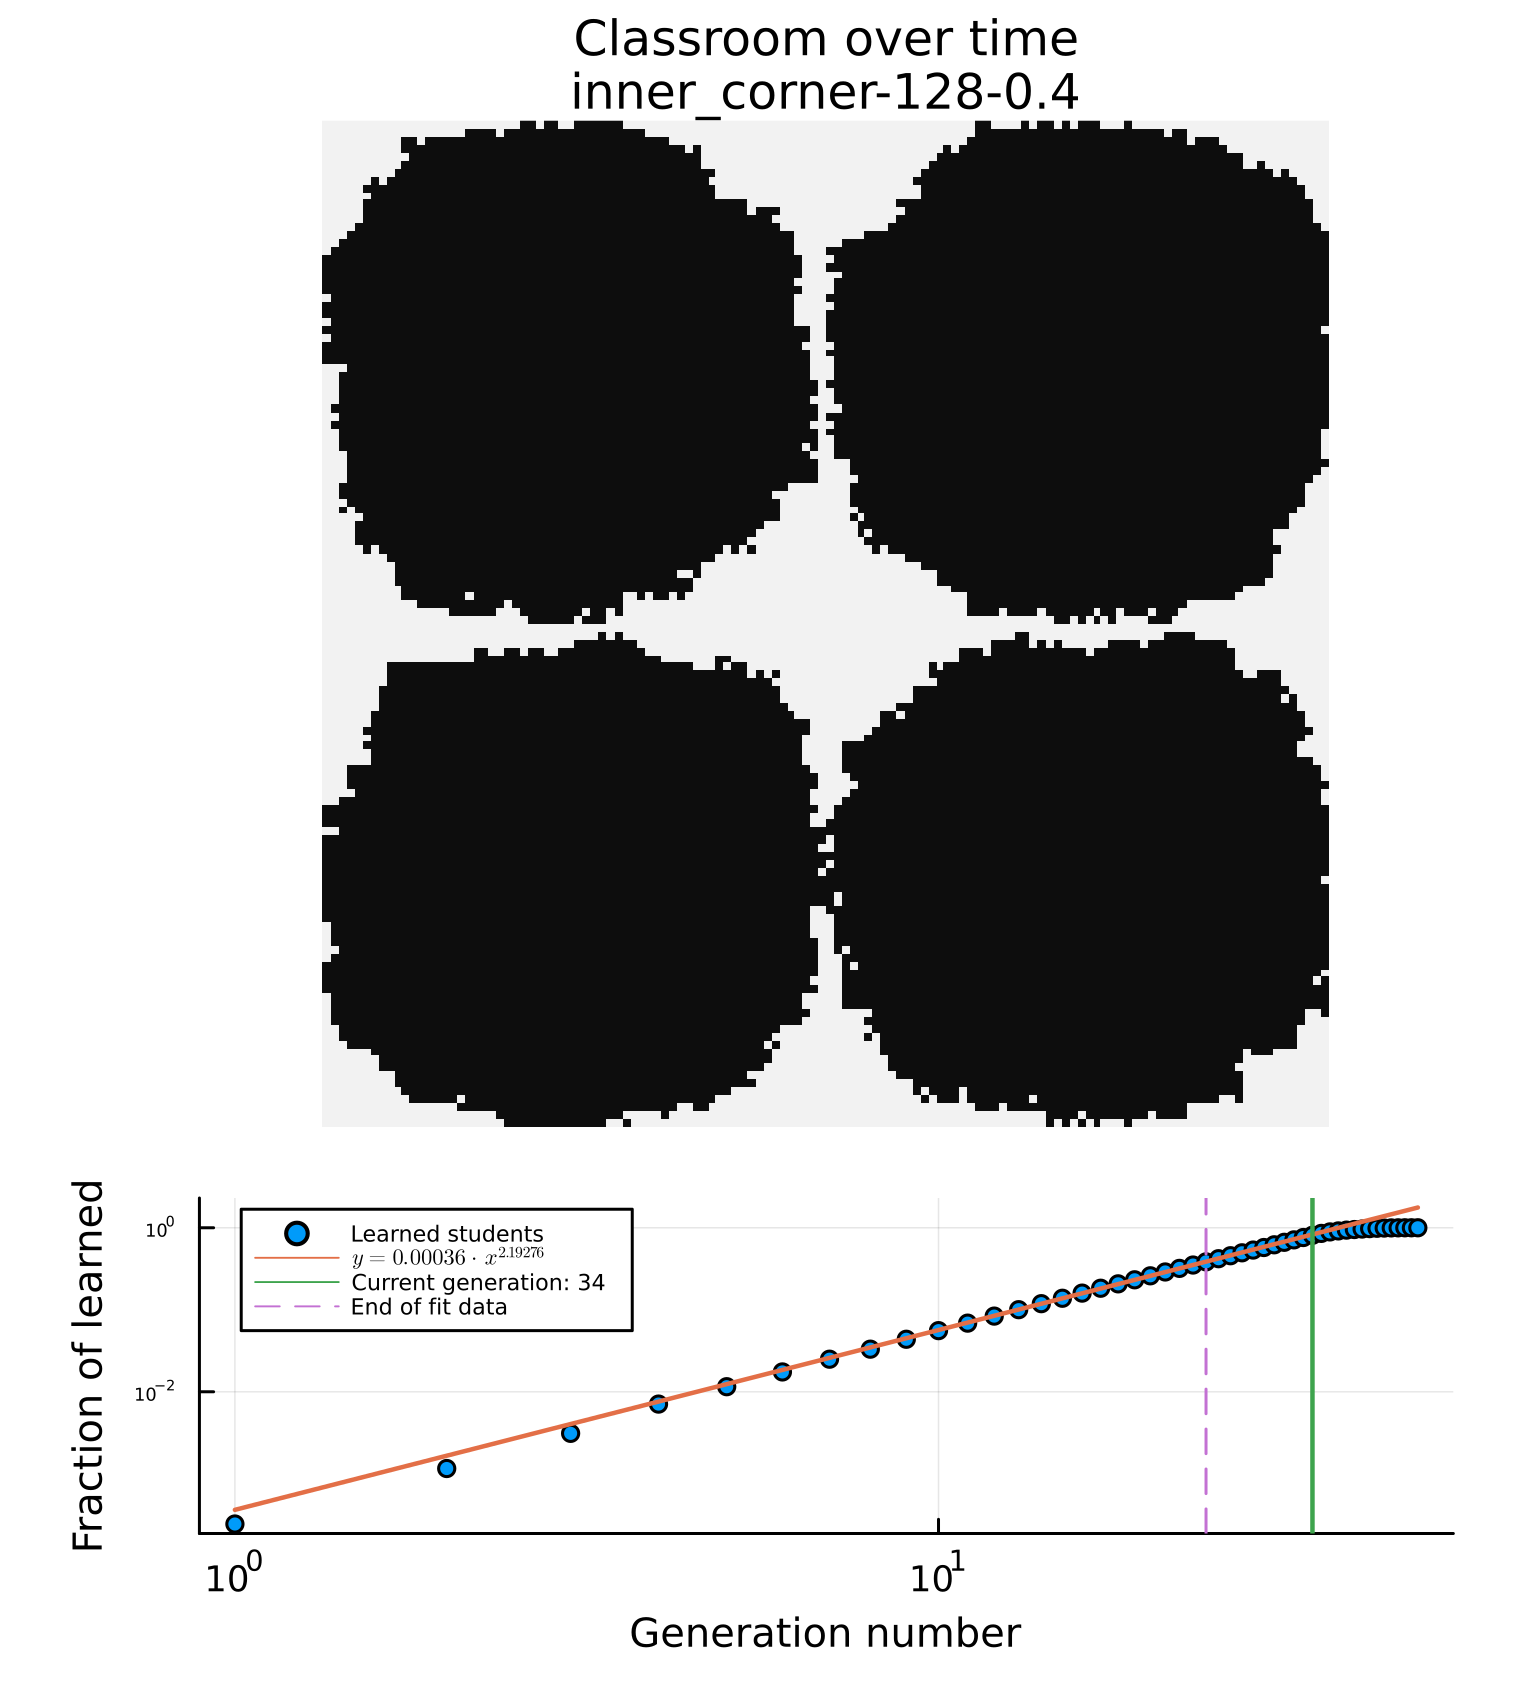 Classroom over time
inner_corner-128-0.4
Fraction of learned
10^0
10^-2
Learned students
y = 0.00036 · x^2.19276
Current generation: 34
End of fit data
10^0
10^1
Generation number